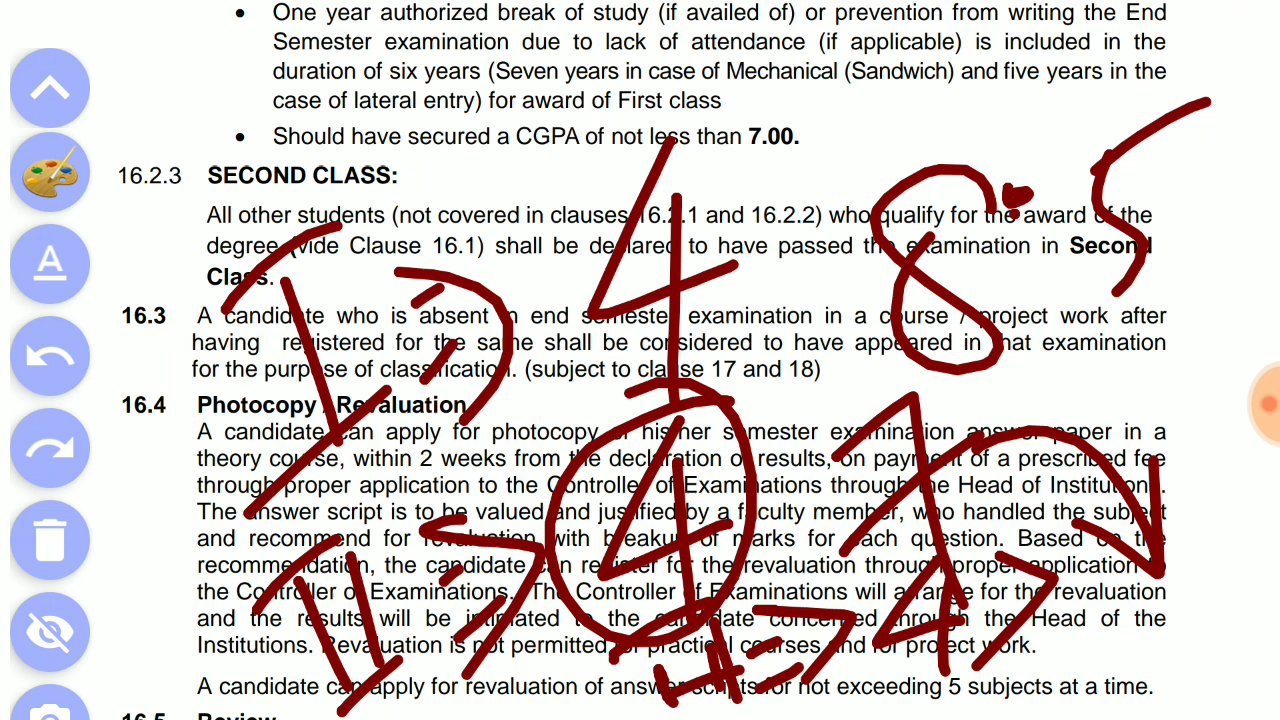 • One year authorized break of study (if availed of) or prevention from writing the End
Semester examination due to lack of attendance (if applicable) is included in the
duration of six years (Seven years in case of Mechanical (Sandwich) and five years in the
case of lateral entry) for award of First class
• Should have secured a CGPA of not less than 7.00.
16.2.3 SECOND CLASS:
All other students (not covered in clauses 16.2.1 and 16.2.2) who qualify for the award of the
degree (vide Clause 16.1) shall be declared to have passed the examination in Second
Class.
16.3 A candidate who is absent in end semester examination in a course / project work after
having registered for the same shall be considered to have appeared in that examination
for the purpose of classification. (subject to clause 17 and 18)
16.4 Photocopy / Revaluation
A candidate can apply for photocopy of his/her semester examination answer paper in a
theory course, within 2 weeks from the declaration of results, on payment of a prescribed fee
through proper application to the Controller of Examinations through the Head of Institutions.
The answer script is to be valued and justified by a faculty member, who handled the subject
and recommend for revaluation with breakup of marks for each question. Based on the
recommendation, the candidate can register for the revaluation through proper application to
the Controller of Examinations. The Controller of Examinations will arrange for the revaluation
and the results will be intimated to the candidate concerned through the Head of the
Institutions. Revaluation is not permitted for practical courses and for project work.
A candidate can apply for revaluation of answer scripts for not exceeding 5 subjects at a time.
16.5 Review
4
8.5
4